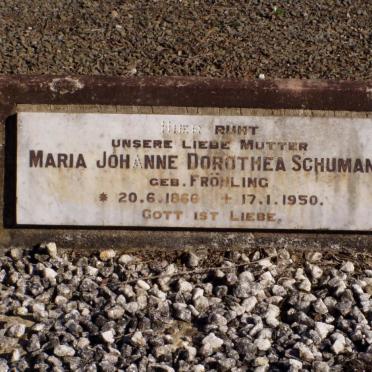 HIER RUHT
UNSERE LIEBE MUTTER
MARIA JOHANNE DOROTHEA SCHUMAN
GEB. FRÖHLING
* 20.6.1866 + 17.1.1950.
GOTT IST LIEBE.